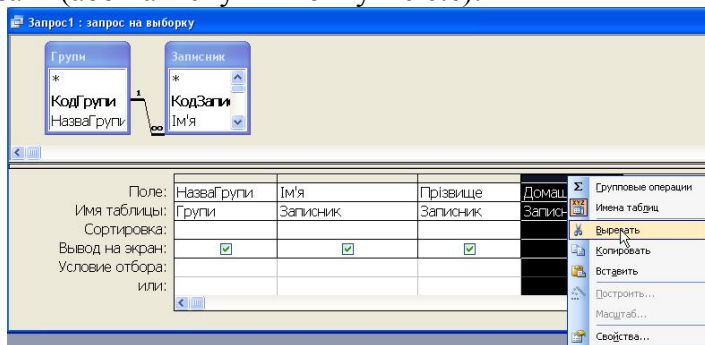 Запрос1 : запрос на выборку
Групи
*
КодГрупи
НазваГрупи
1
∞
Записник
*
КодЗапи
Ім'я
Поле: НазваГрупи Ім'я Прізвище Домаш
Имя таблицы: Групи Записник Записник Записн
Сортировка:
Вывод на экран:
Условие отбора:
или:
Групповые операции
Имена таблиц
Вырезать
Копировать
Вставить
Построить...
Масштаб...
Свойства...